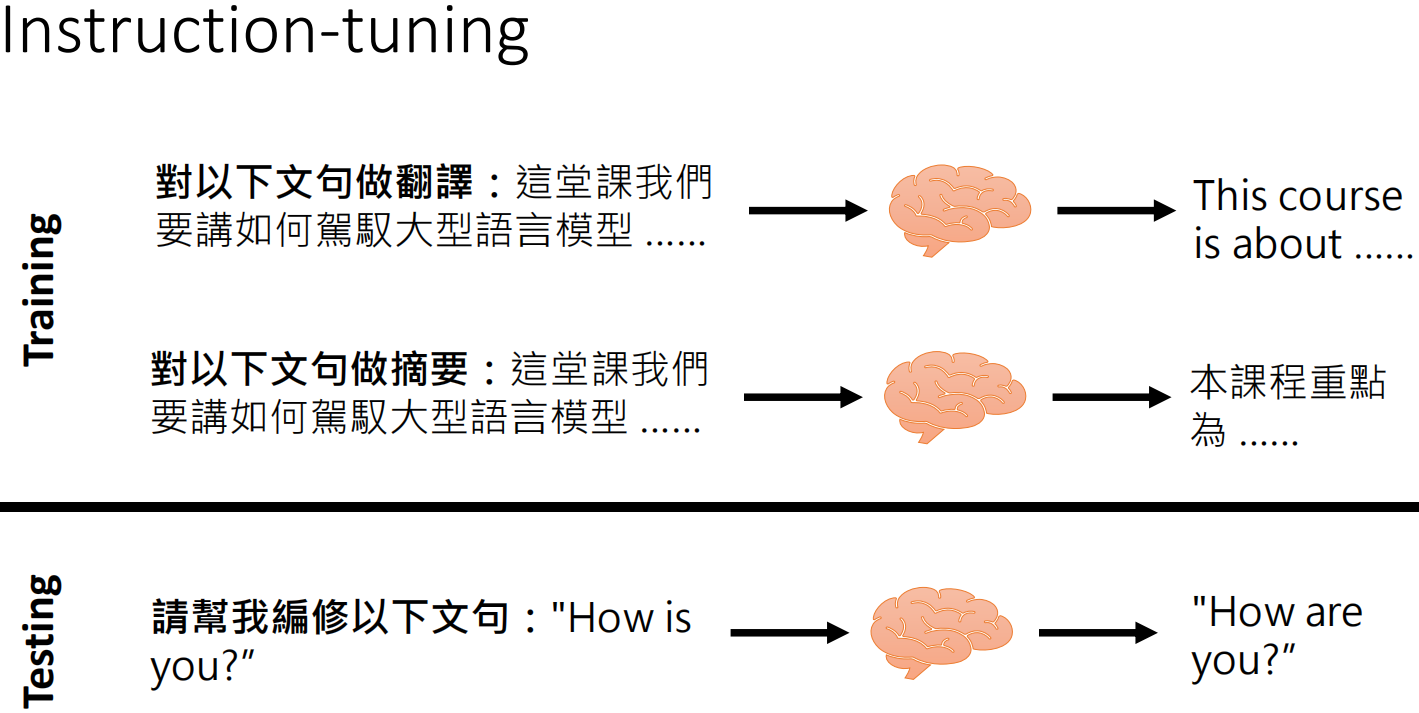 Instruction-tuning
Training
對以下文句做翻譯：這堂課我們
要講如何駕馭大型語言模型 ......
This course
is about ......
對以下文句做摘要：這堂課我們
要講如何駕馭大型語言模型 ......
本課程重點
為 ......
Testing
請幫我編修以下文句："How is
you?”
"How are
you?”